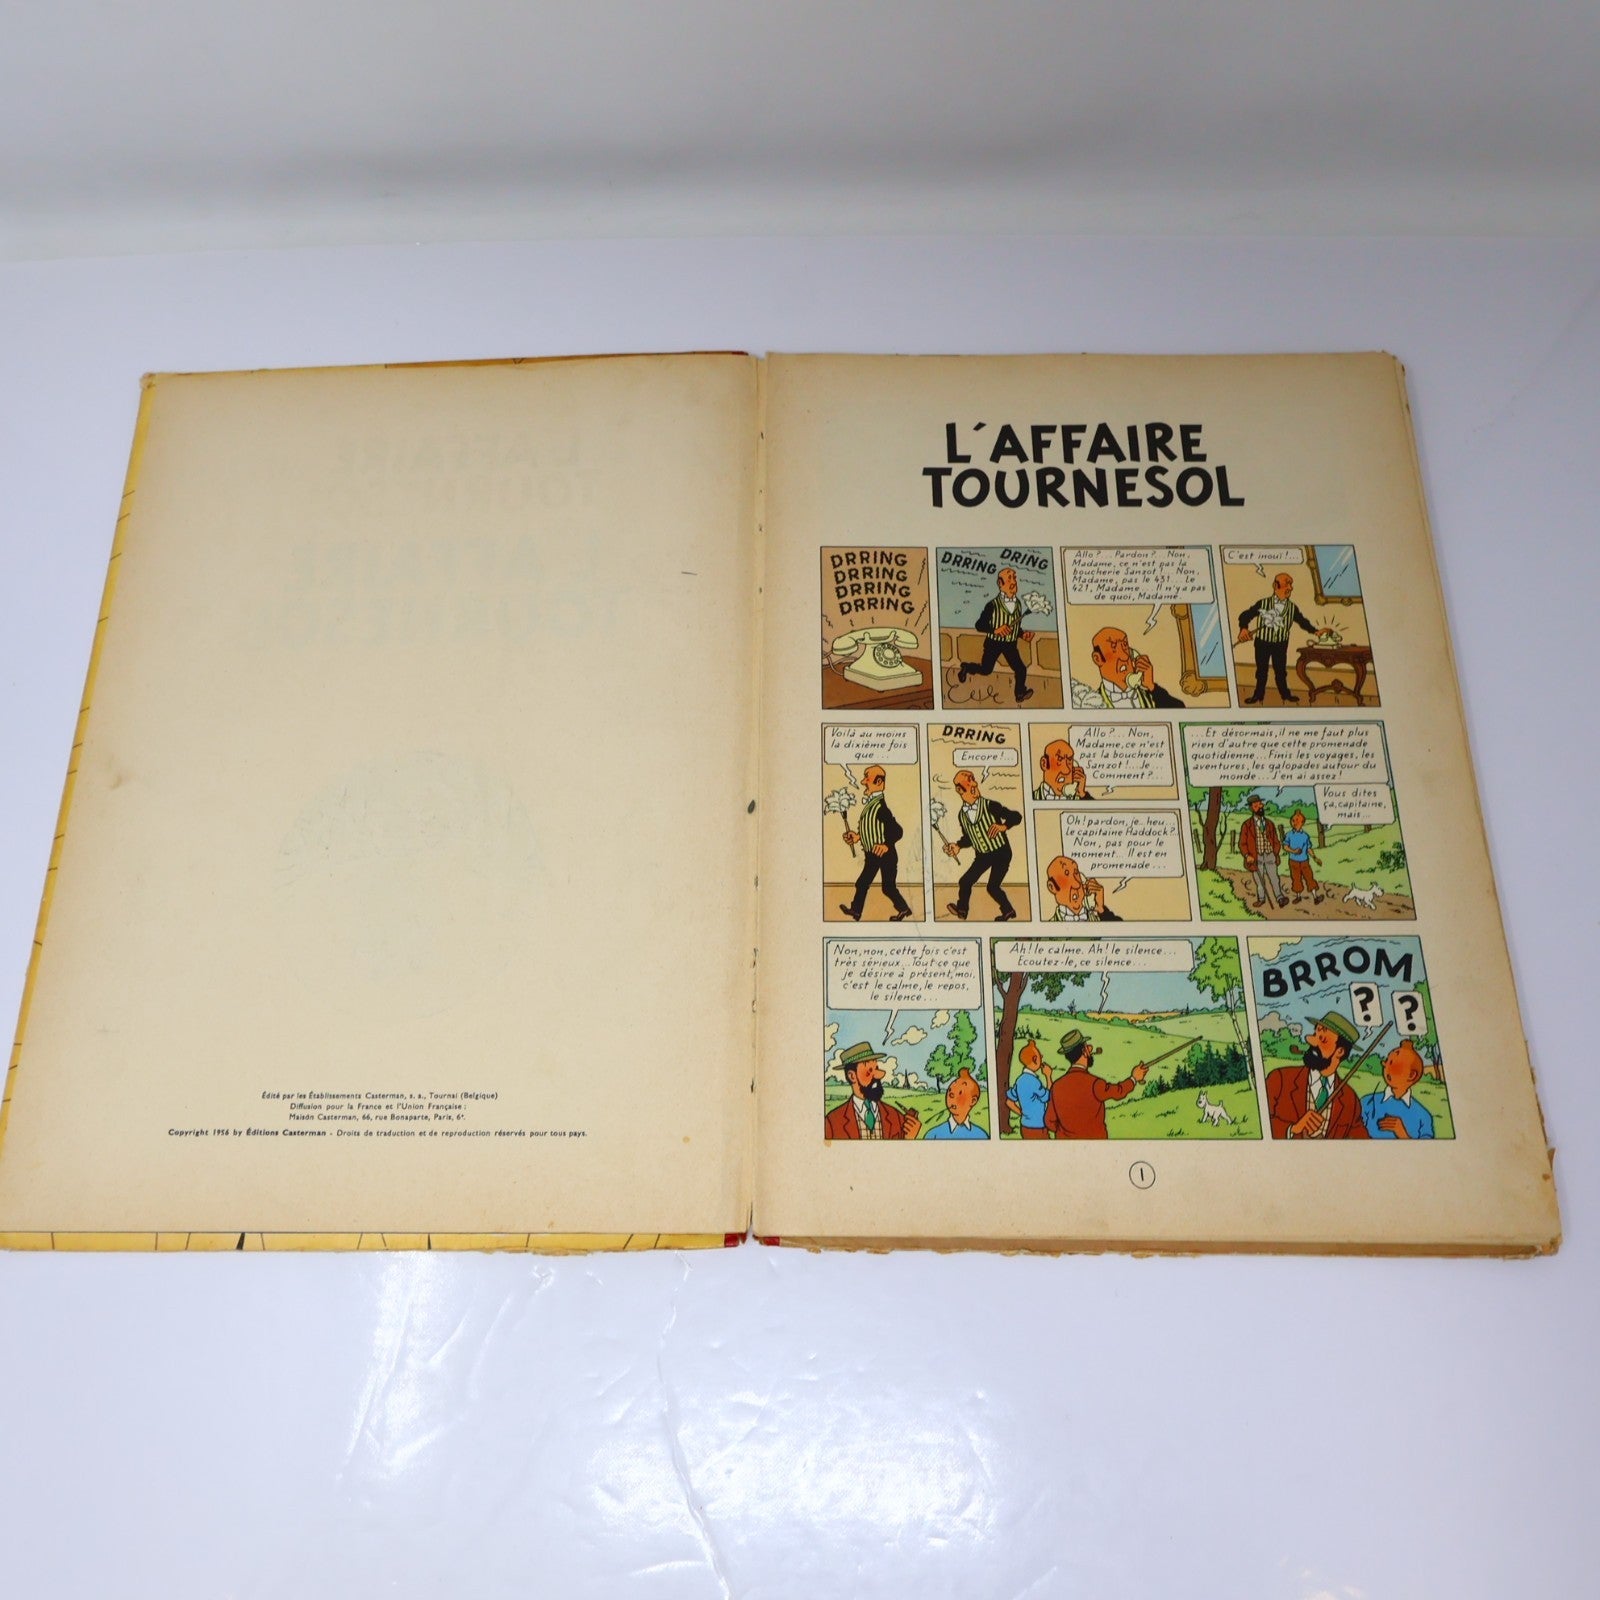 Édité par les Établissements Casterman, s. a., Tournai (Belgique)
Diffusion pour la France et l'Union Française :
Maison Casterman, 66, rue Bonaparte, Paris, 6e
Copyright 1956 by Éditions Casterman - Droits de traduction et de reproduction réservés pour tous pays.
L'AFFAIRE
TOURNESOL
DRRING
DRRING
DRRING
DRRING
DRRING
DRING
Allo ?... Pardon ?... Non,
Madame, ce n'est pas la
boucherie Sanzot !.. Non,
Madame, pas le 431... Le
421, Madame... Il n'y a pas
de quoi, Madame.
C'est inouï !...
Voilà au moins
la dixième fois
que...
DRRING
Encore !...
Allo ?... Non,
Madame, ce n'est
pas la boucherie
Sanzot !.. Je...
Comment ?...
Oh ! pardon, je.. heu...
Le capitaine Haddock ?..
Non, pas pour le
moment... Il est en
promenade...
...Et désormais, il ne me faut plus
rien d'autre que cette promenade
quotidienne... Finis les voyages, les
aventures, les galopades autour du
monde... J'en ai assez !
Vous dites
ça, capitaine,
mais...
Non, non, cette fois c'est
très sérieux... Tout ce que
je désire à présent, moi,
c'est le calme, le repos,
le silence...
Ah ! le calme. Ah ! le silence...
Ecoutez-le, ce silence...
BRROM
?
?
1